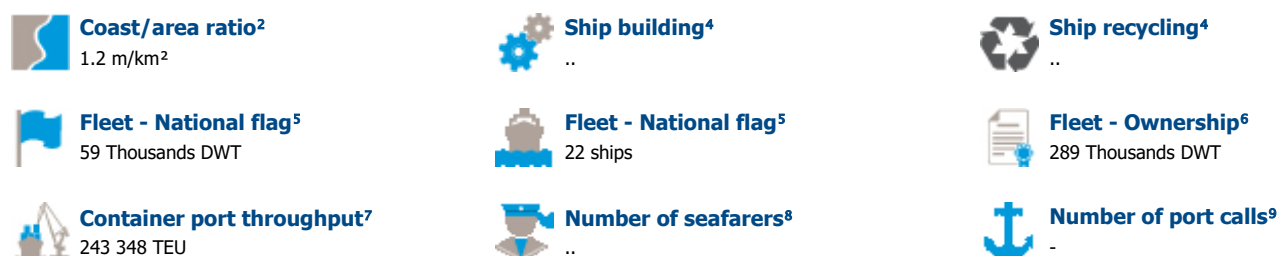 Coast/area ratio²
1.2 m/km²
Ship building⁴
..
Ship recycling⁴
..
Fleet - National flag⁵
59 Thousands DWT
Fleet - National flag⁵
22 ships
Fleet - Ownership⁶
289 Thousands DWT
Container port throughput⁷
243 348 TEU
Number of seafarers⁸
..
Number of port calls⁹
-